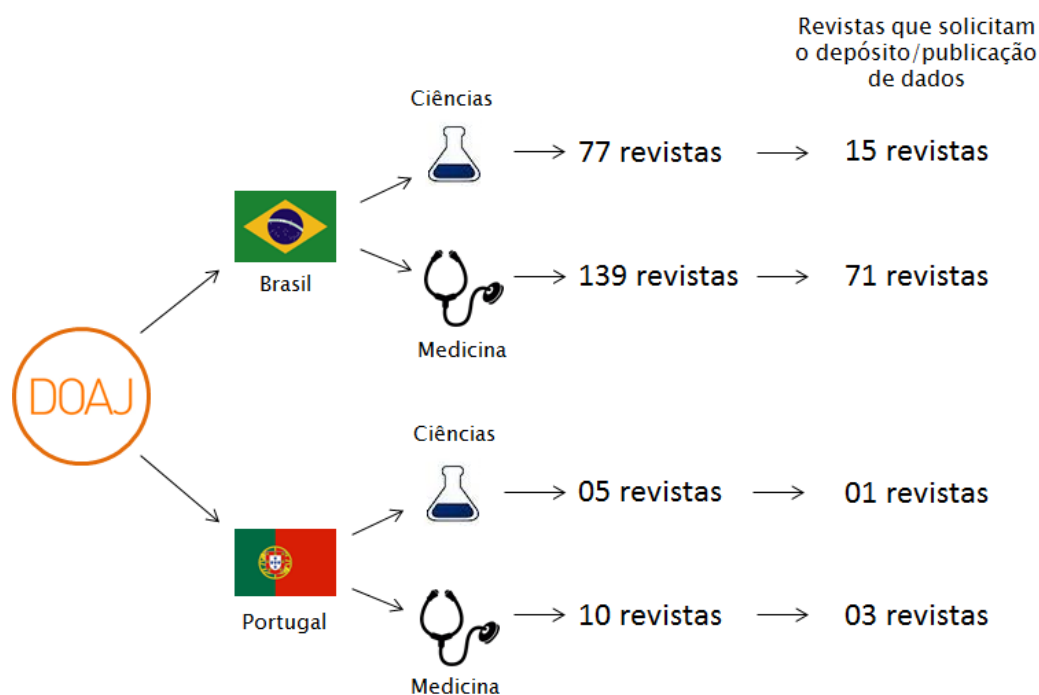 Revistas que solicitam
o depósito/publicação
de dados
Ciências
77 revistas
15 revistas
Brasil
139 revistas
71 revistas
Medicina
DOAJ
Ciências
05 revistas
01 revistas
Portugal
10 revistas
03 revistas
Medicina